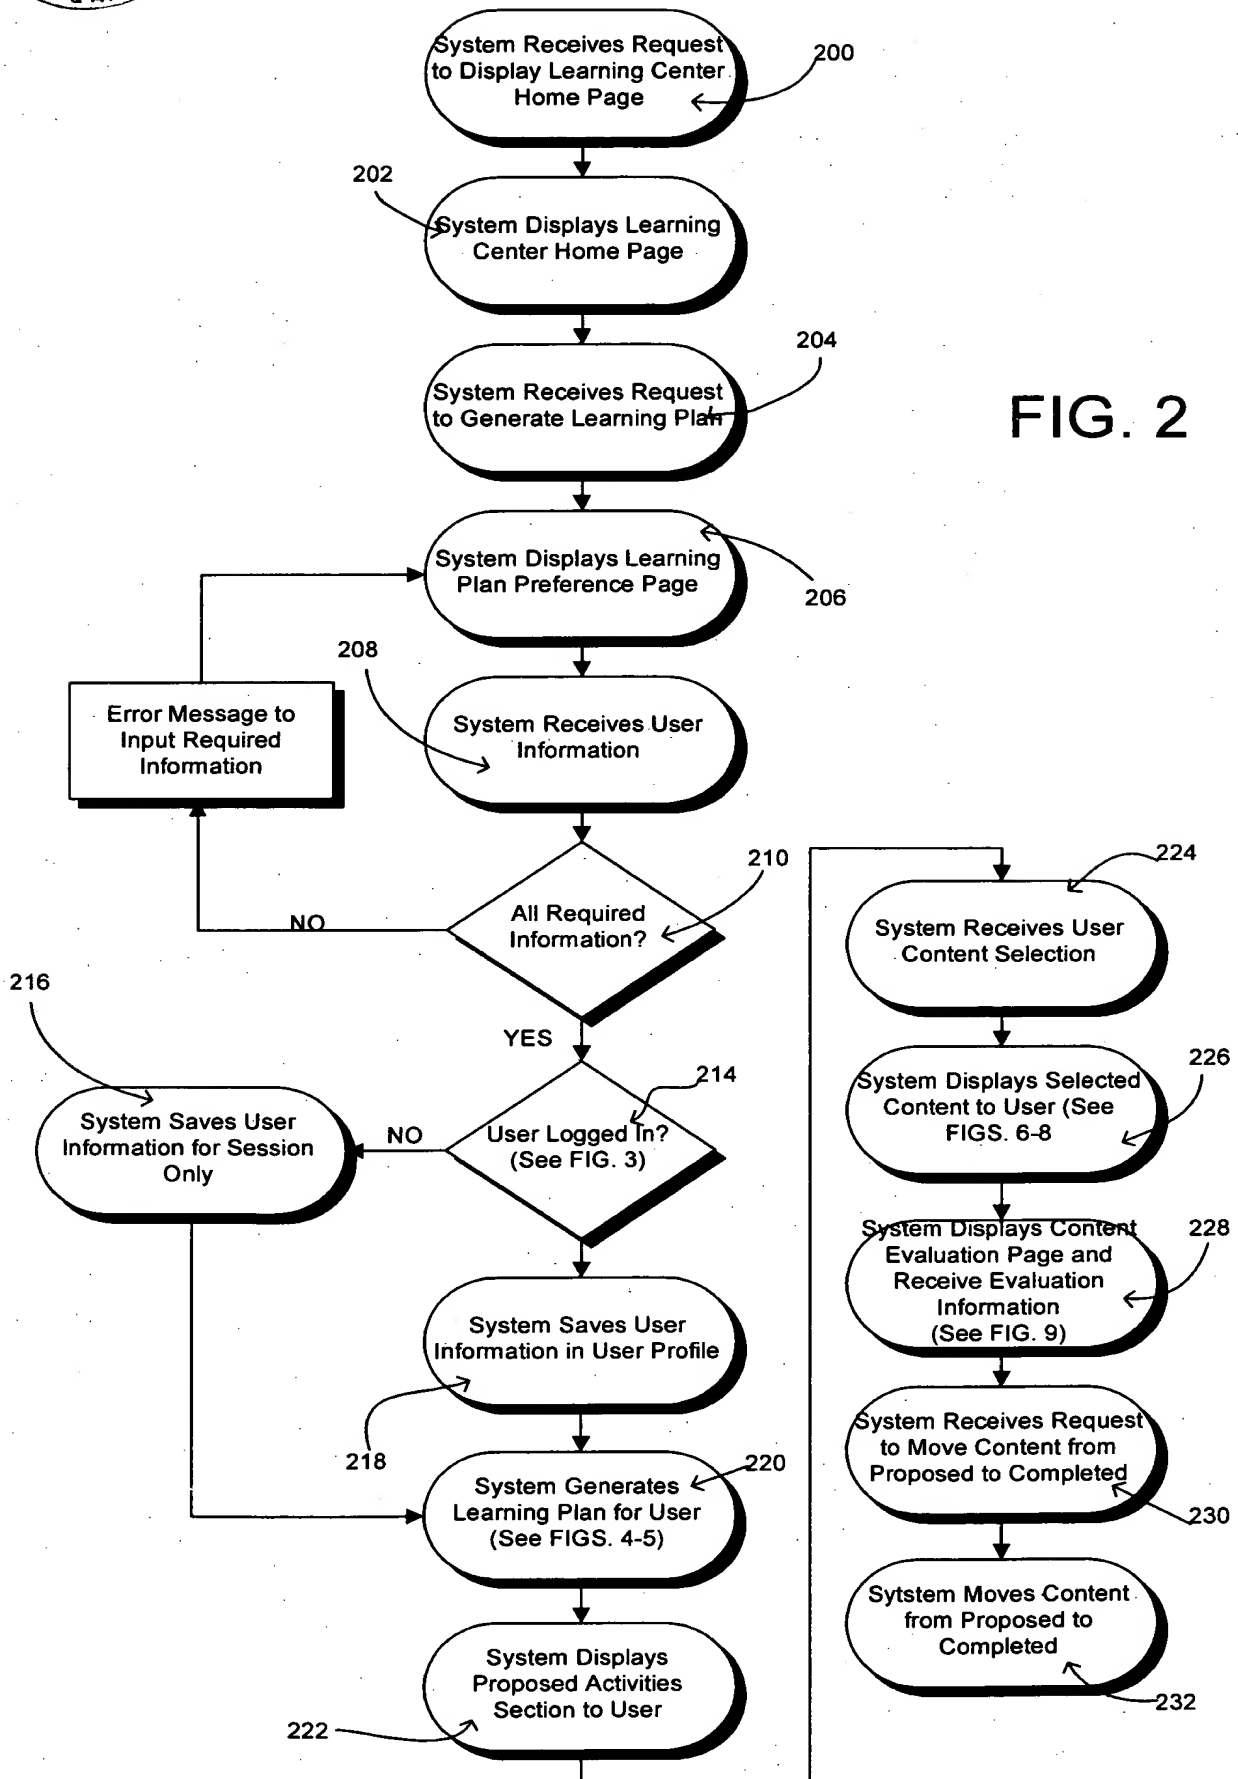 System Receives Request
to Display Learning Center
Home Page
200
202
System Displays Learning
Center Home Page
204
System Receives Request
to Generate Learning Plan
FIG. 2
System Displays Learning
Plan Preference Page
206
208
Error Message to
Input Required
Information
System Receives User
Information
210
All Required
Information?
NO
YES
214
User Logged In?
(See FIG. 3)
NO
216
System Saves User
Information for Session
Only
System Saves User
Information in User Profile
218
220
System Generates
Learning Plan for User
(See FIGS. 4-5)
System Displays
Proposed Activities
Section to User
222
224
System Receives User
Content Selection
226
System Displays Selected
Content to User (See
FIGS. 6-8
228
System Displays Content
Evaluation Page and
Receive Evaluation
Information
(See FIG. 9)
System Receives Request
to Move Content from
Proposed to Completed
230
Sytstem Moves Content
from Proposed to
Completed
232